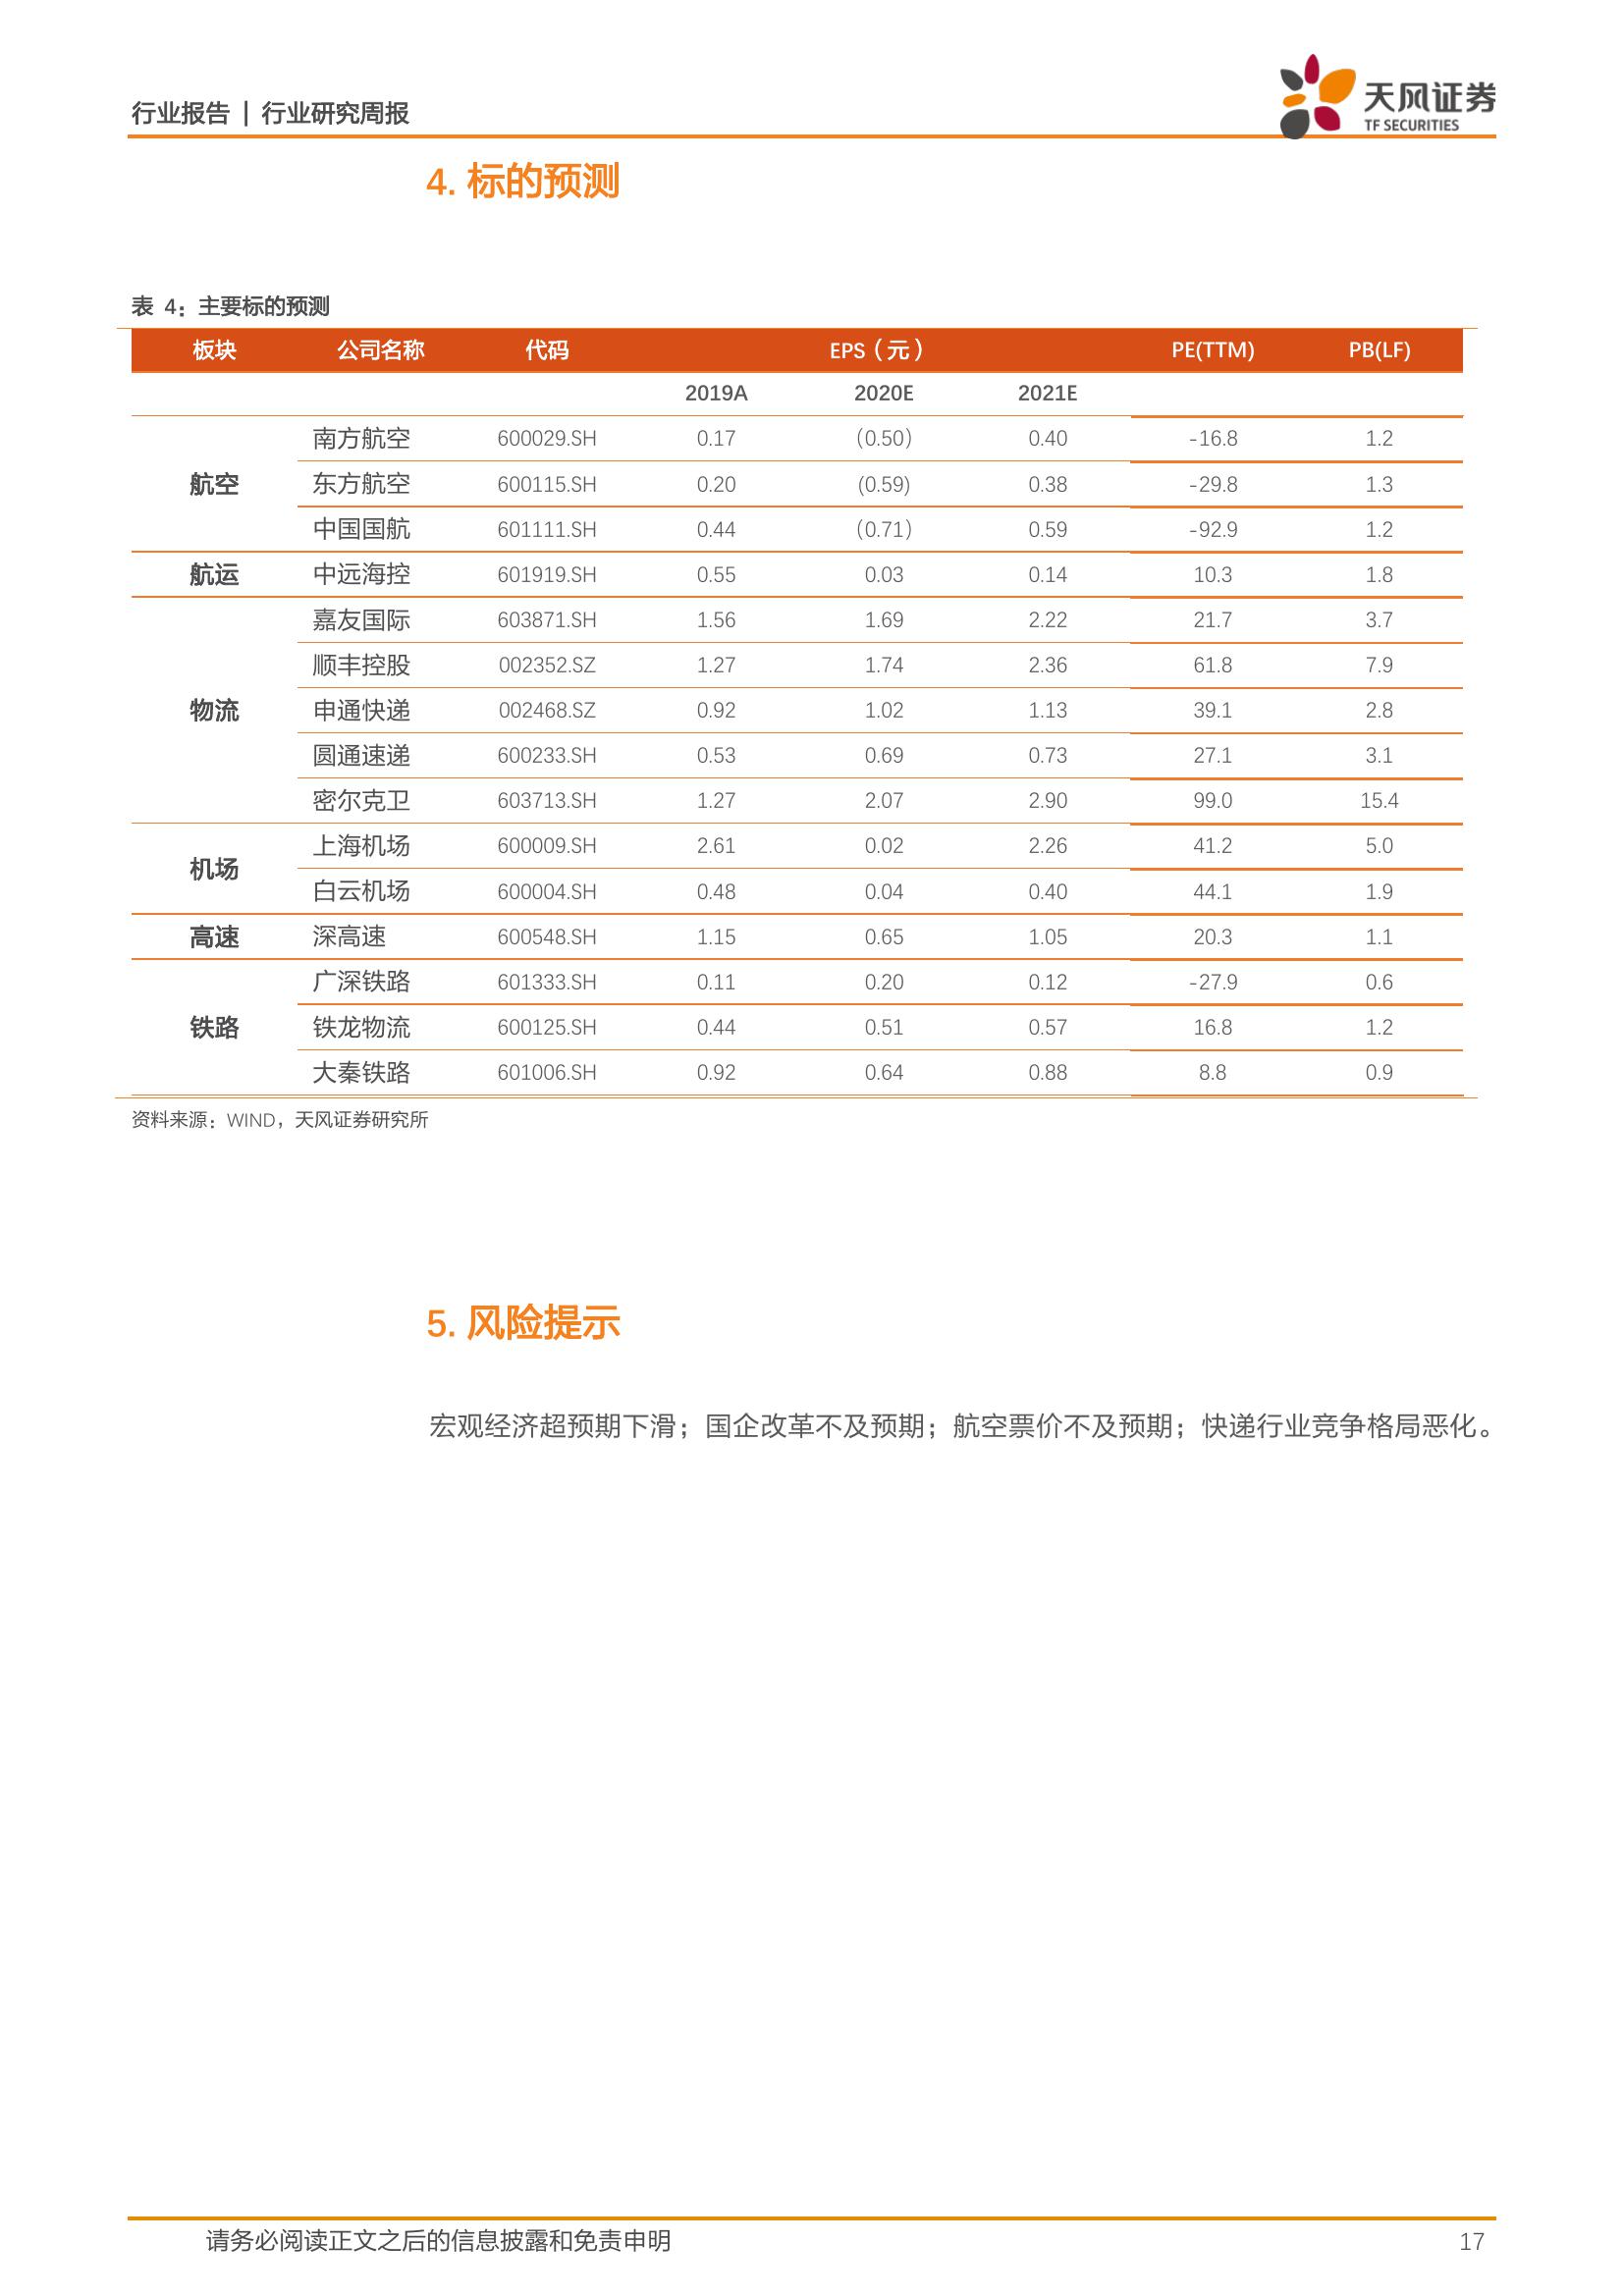 行业报告 | 行业研究周报
天风证券
TF SECURITIES
4. 标的预测
表 4：主要标的预测
板块 公司名称 代码 EPS（元） PE(TTM) PB(LF)
2019A 2020E 2021E
航空
南方航空 600029.SH 0.17 （0.50） 0.40 -16.8 1.2
东方航空 600115.SH 0.20 (0.59) 0.38 -29.8 1.3
中国国航 601111.SH 0.44 （0.71） 0.59 -92.9 1.2
航运 中远海控 601919.SH 0.55 0.03 0.14 10.3 1.8
物流
嘉友国际 603871.SH 1.56 1.69 2.22 21.7 3.7
顺丰控股 002352.SZ 1.27 1.74 2.36 61.8 7.9
申通快递 002468.SZ 0.92 1.02 1.13 39.1 2.8
圆通速递 600233.SH 0.53 0.69 0.73 27.1 3.1
密尔克卫 603713.SH 1.27 2.07 2.90 99.0 15.4
机场
上海机场 600009.SH 2.61 0.02 2.26 41.2 5.0
白云机场 600004.SH 0.48 0.04 0.40 44.1 1.9
高速 深高速 600548.SH 1.15 0.65 1.05 20.3 1.1
铁路
广深铁路 601333.SH 0.11 0.20 0.12 -27.9 0.6
铁龙物流 600125.SH 0.44 0.51 0.57 16.8 1.2
大秦铁路 601006.SH 0.92 0.64 0.88 8.8 0.9
资料来源：WIND，天风证券研究所
5. 风险提示
宏观经济超预期下滑；国企改革不及预期；航空票价不及预期；快递行业竞争格局恶化。
请务必阅读正文之后的信息披露和免责申明 17